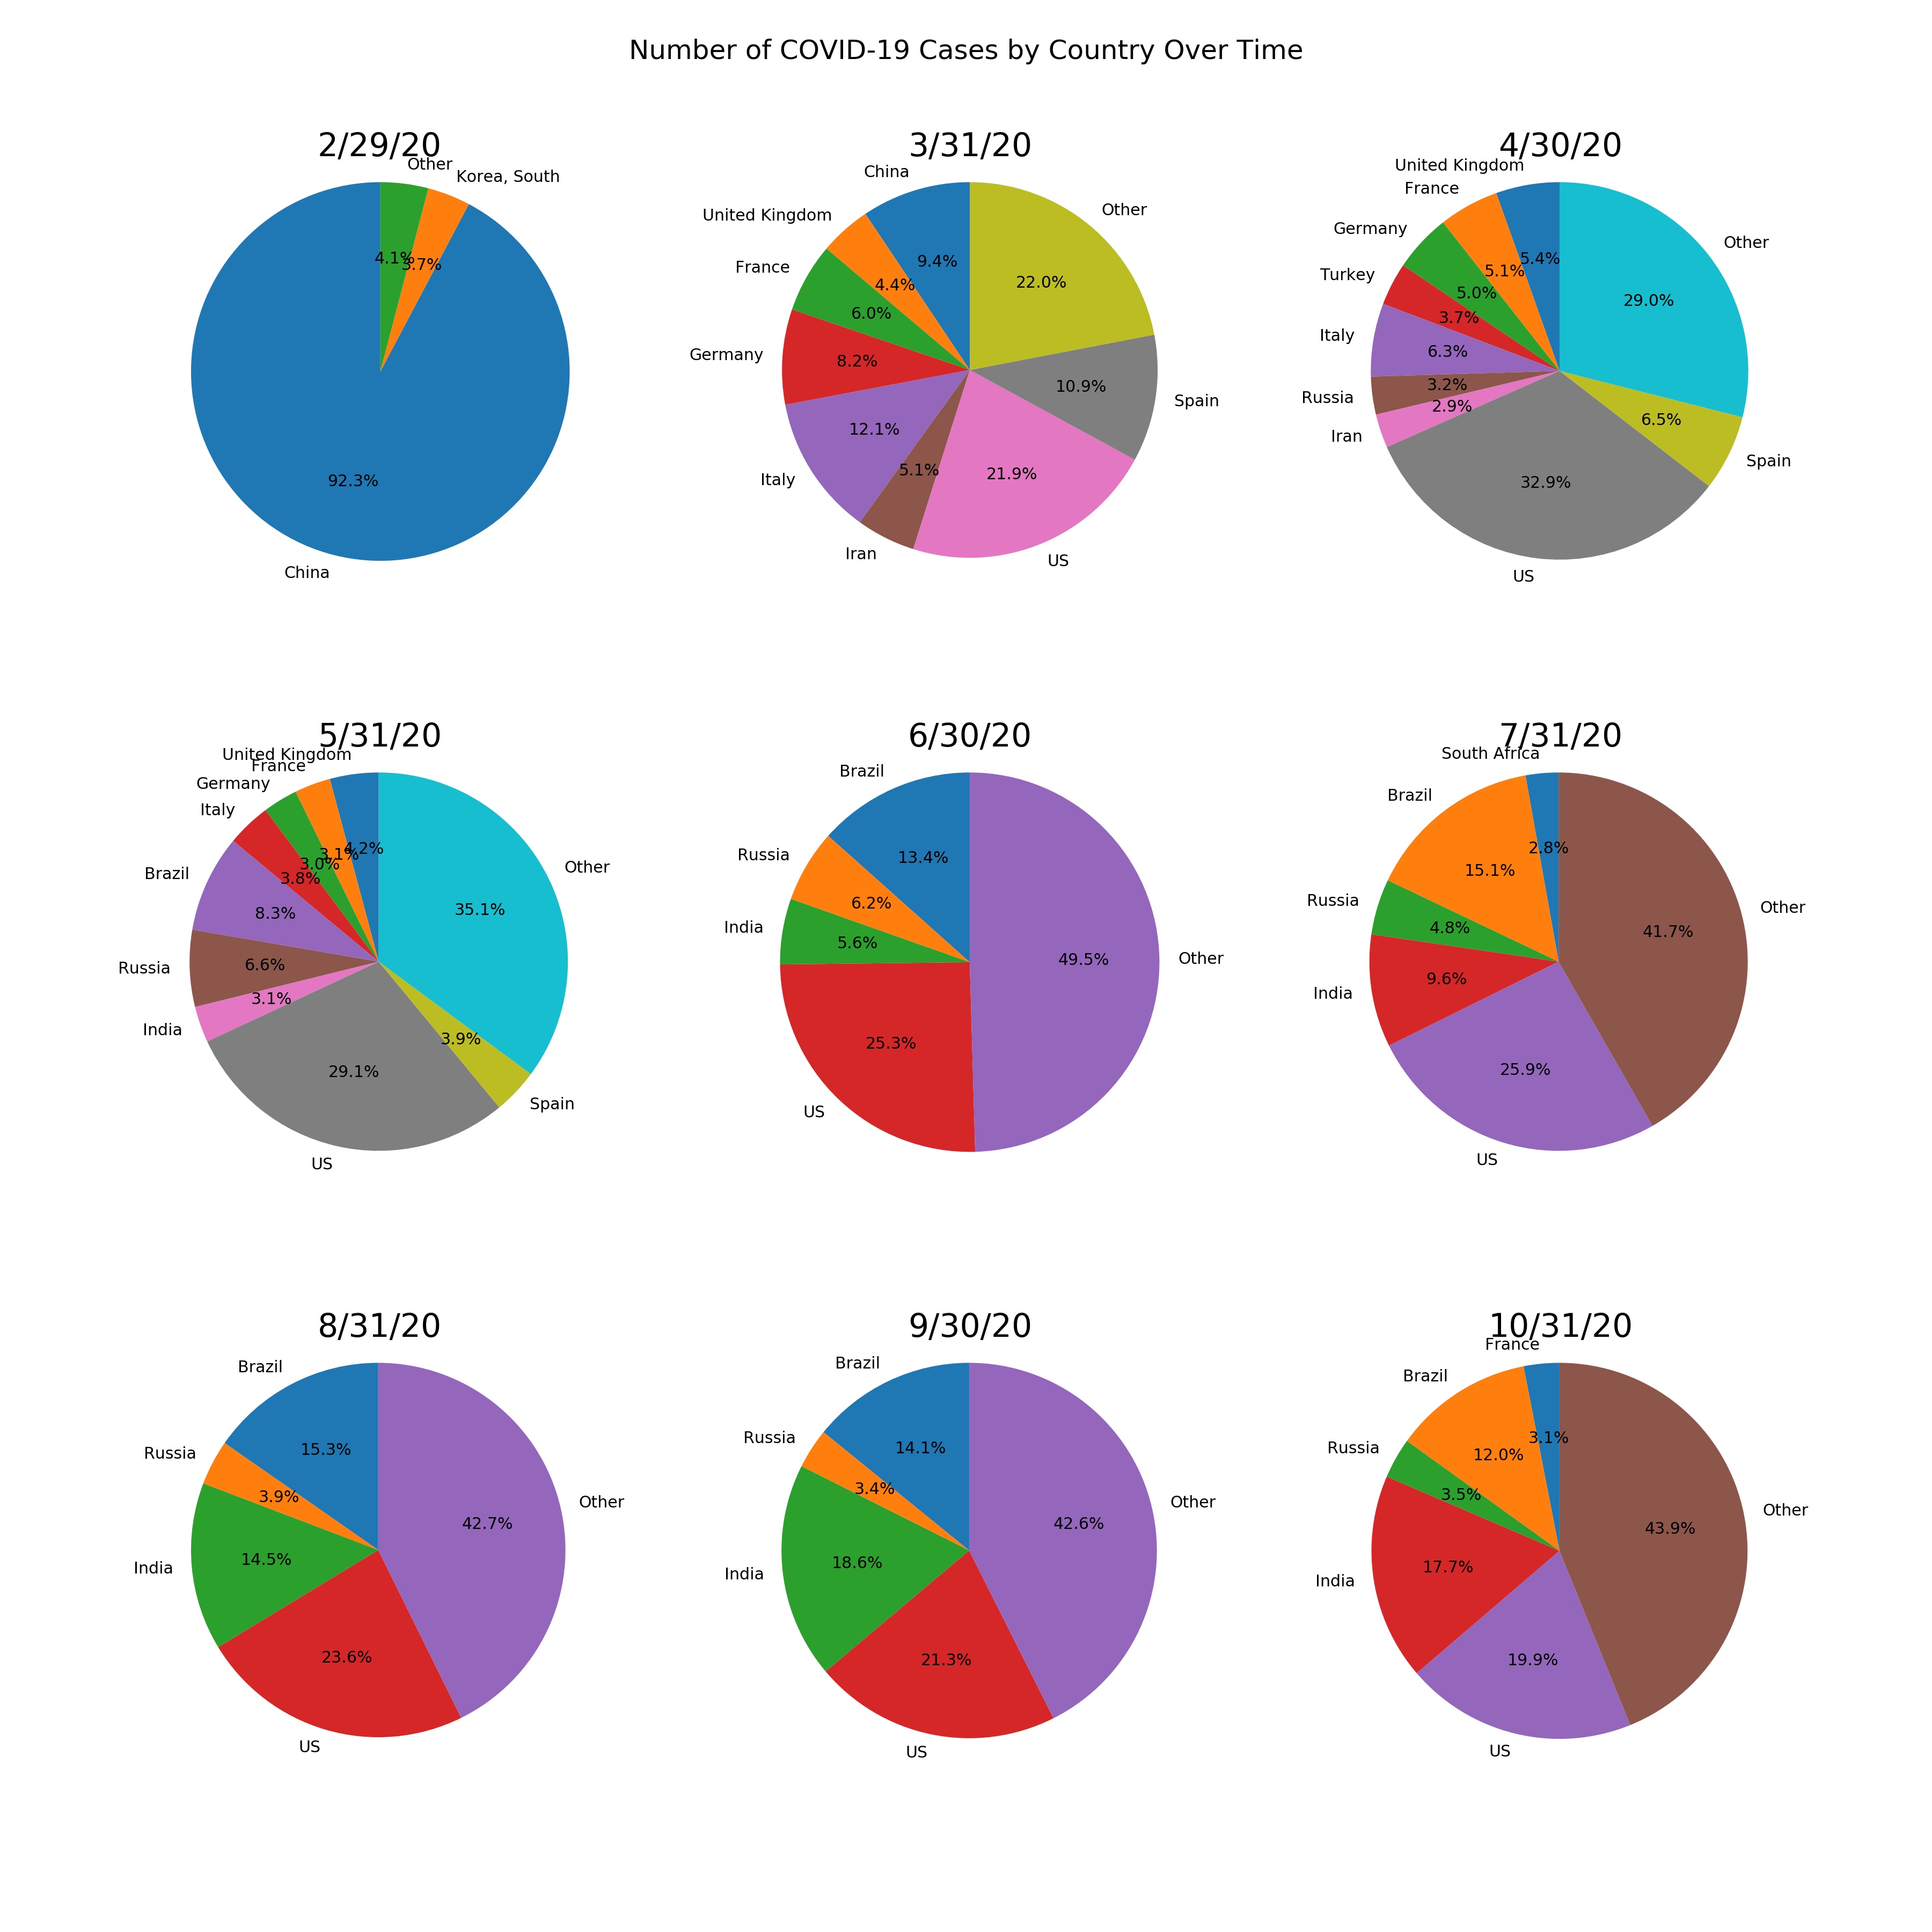 Number of COVID-19 Cases by Country Over Time
2/29/20
Other
Korea, South
4.1%
3.7%
92.3%
China
3/31/20
China
United Kingdom
France
Germany
Italy
Iran
US
Spain
Other
9.4%
4.4%
6.0%
8.2%
12.1%
5.1%
21.9%
10.9%
22.0%
4/30/20
United Kingdom
France
Germany
Turkey
Italy
Russia
Iran
US
Spain
Other
5.4%
5.1%
5.0%
3.7%
6.3%
3.2%
2.9%
32.9%
6.5%
29.0%
5/31/20
United Kingdom
France
Germany
Italy
Brazil
Russia
India
US
Spain
Other
4.2%
3.1%
3.0%
3.8%
8.3%
6.6%
3.1%
29.1%
3.9%
35.1%
6/30/20
Brazil
Russia
India
US
Other
13.4%
6.2%
5.6%
25.3%
49.5%
7/31/20
South Africa
Brazil
Russia
India
US
Other
2.8%
15.1%
4.8%
9.6%
25.9%
41.7%
8/31/20
Brazil
Russia
India
US
Other
15.3%
3.9%
14.5%
23.6%
42.7%
9/30/20
Brazil
Russia
India
US
Other
14.1%
3.4%
18.6%
21.3%
42.6%
10/31/20
France
Brazil
Russia
India
US
Other
3.1%
12.0%
3.5%
17.7%
19.9%
43.9%